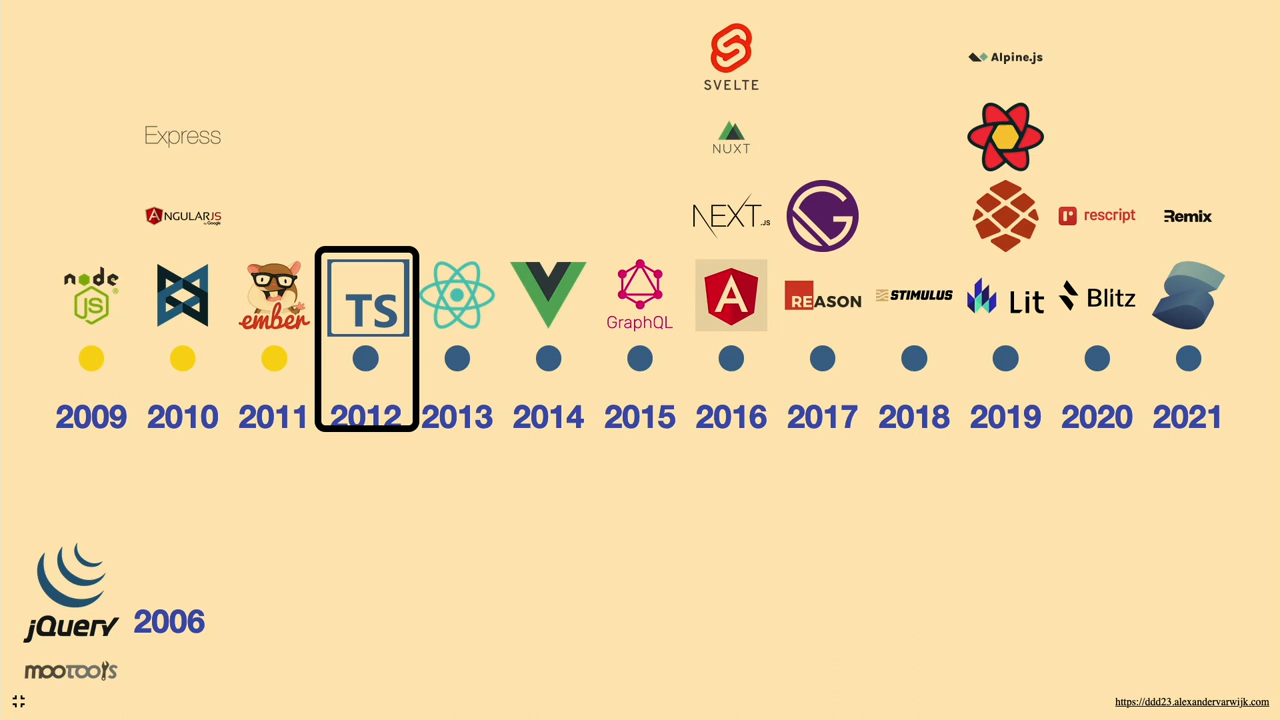 SVELTE
Alpine.js
Express
NUXT
ANGULARJS
by Google
NEXT.JS
rescript
Remix
node
JS
ember
TS
GraphQL
A
REASON
STIMULUS
Lit
Blitz
2009
2010
2011
2012
2013
2014
2015
2016
2017
2018
2019
2020
2021
jQuery
2006
mootools
https://ddd23.alexandervarwijk.com